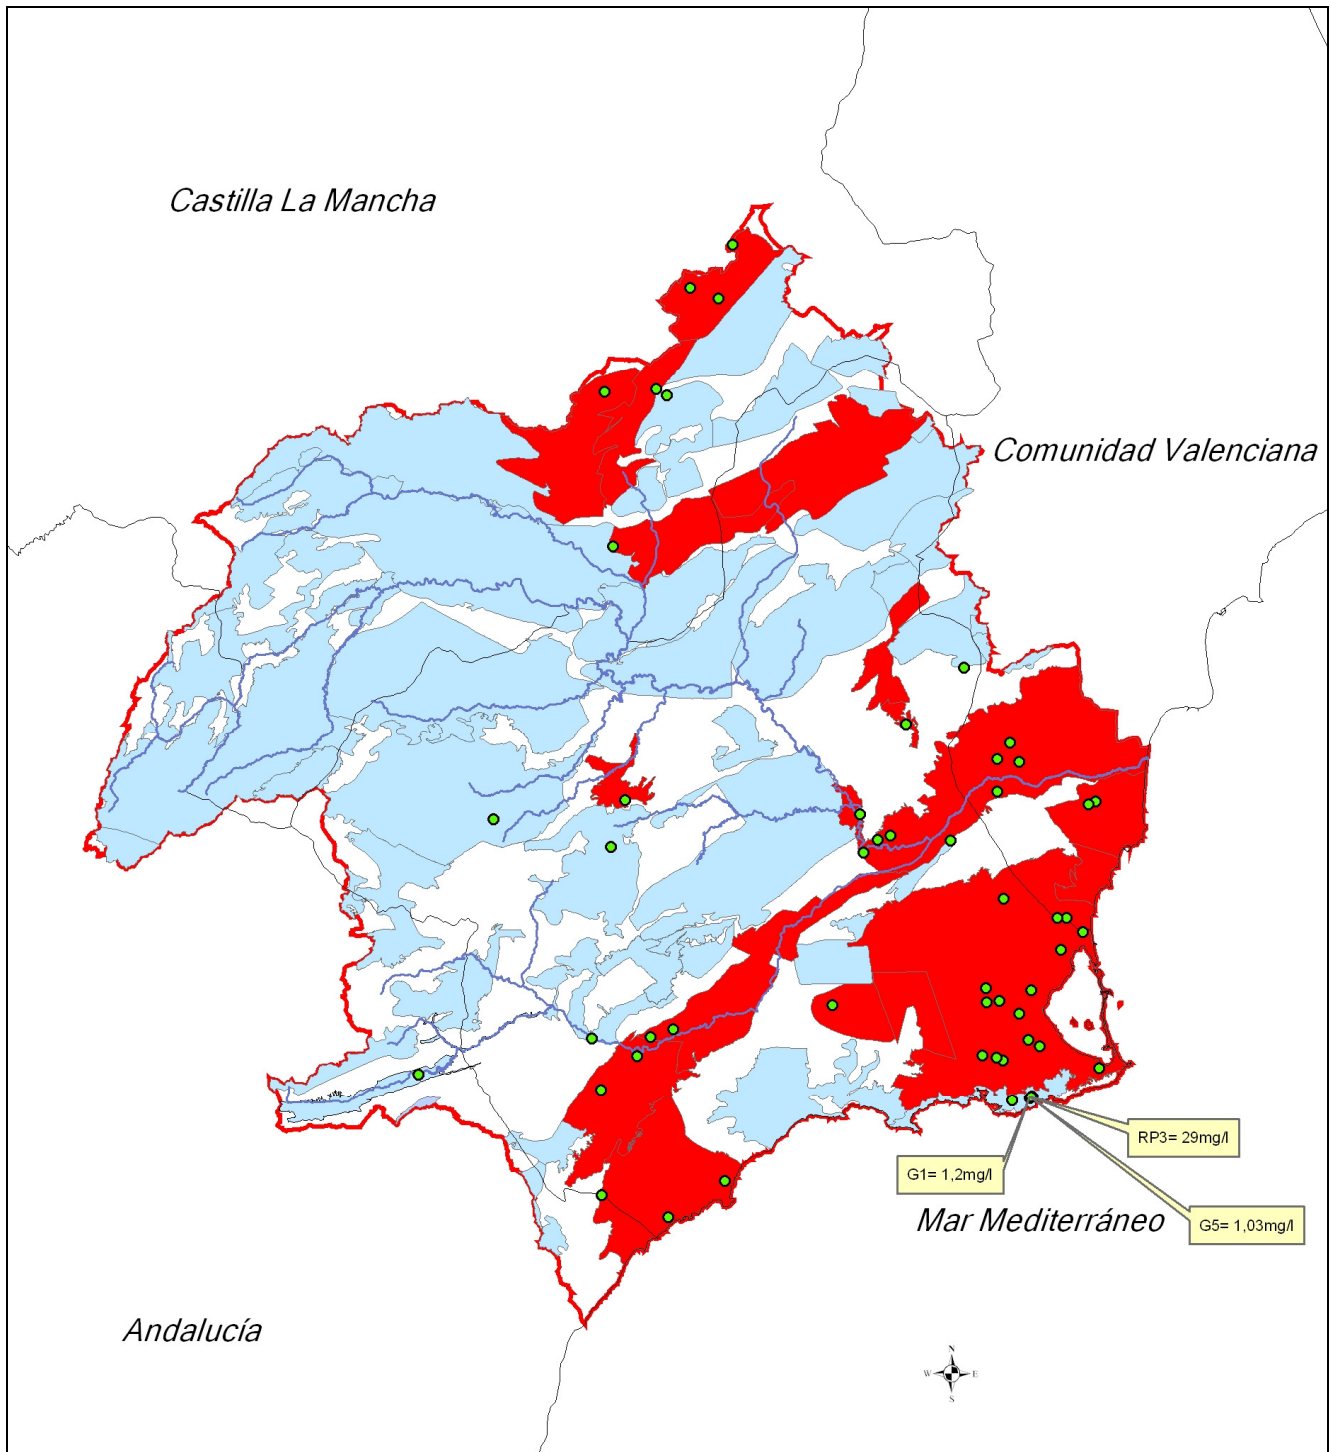 Castilla La Mancha
Comunidad Valenciana
RP3= 29mg/l
G1= 1,2mg/l
Mar Mediterráneo
G5= 1,03mg/l
Andalucía
N
W E
S